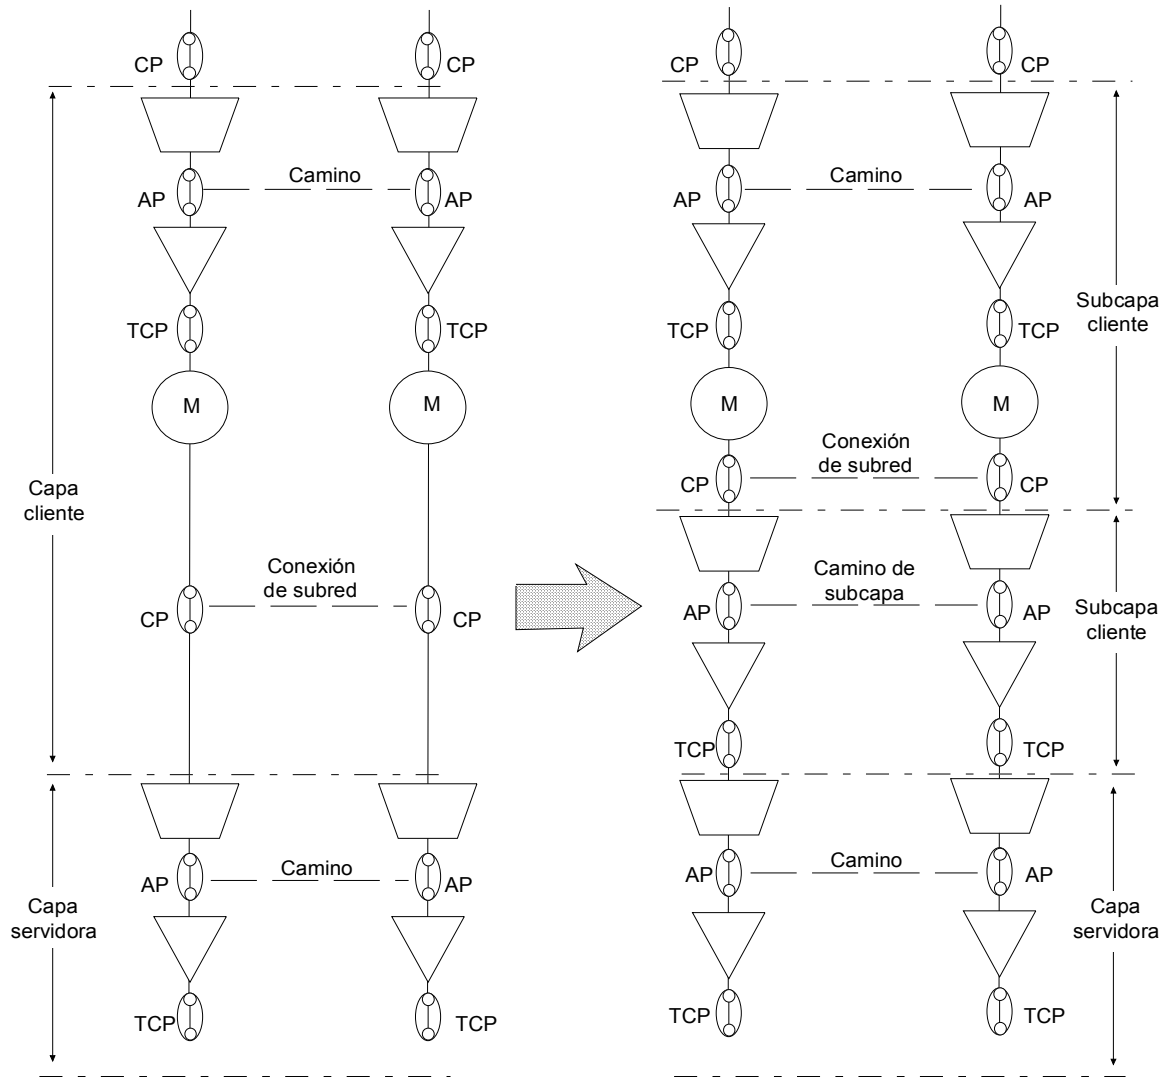 CP CP CP CP
Camino Camino
AP AP AP AP
TCP TCP TCP TCP
Subcapa
cliente
M M M M
Conexión
de subred
CP CP
Capa
cliente
Conexión
de subred
CP CP
Camino de
subcapa
AP AP
Subcapa
cliente
TCP TCP
Camino Camino
AP AP AP AP
Capa
servidora
Capa
servidora
TCP TCP TCP TCP